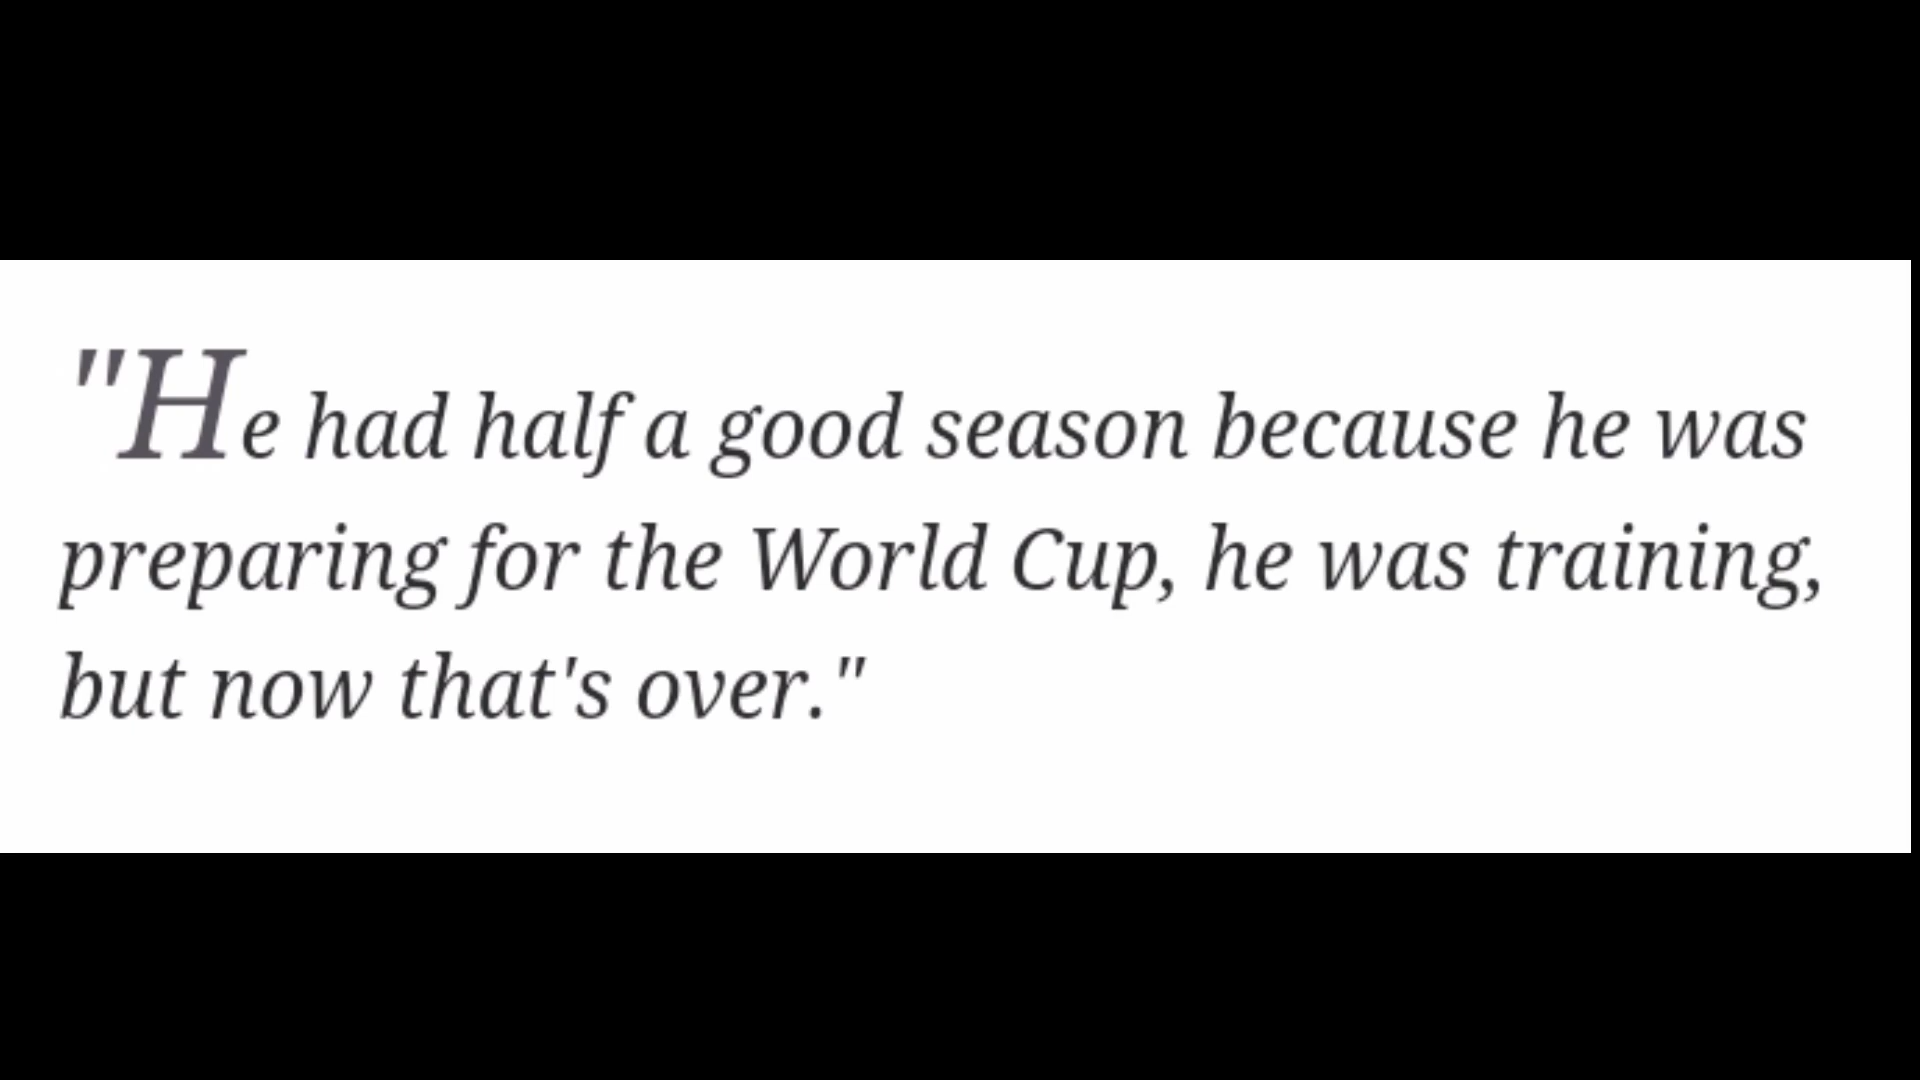 "He had half a good season because he was
preparing for the World Cup, he was training,
but now that's over."